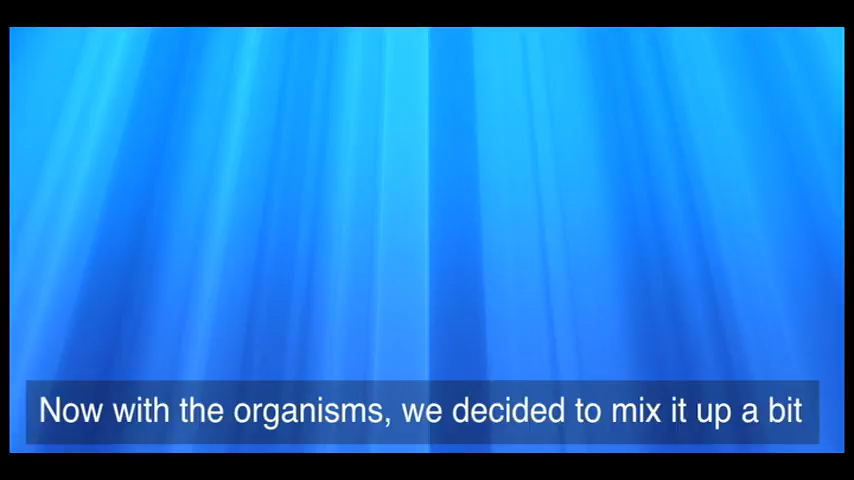 Now with the organisms, we decided to mix it up a bit